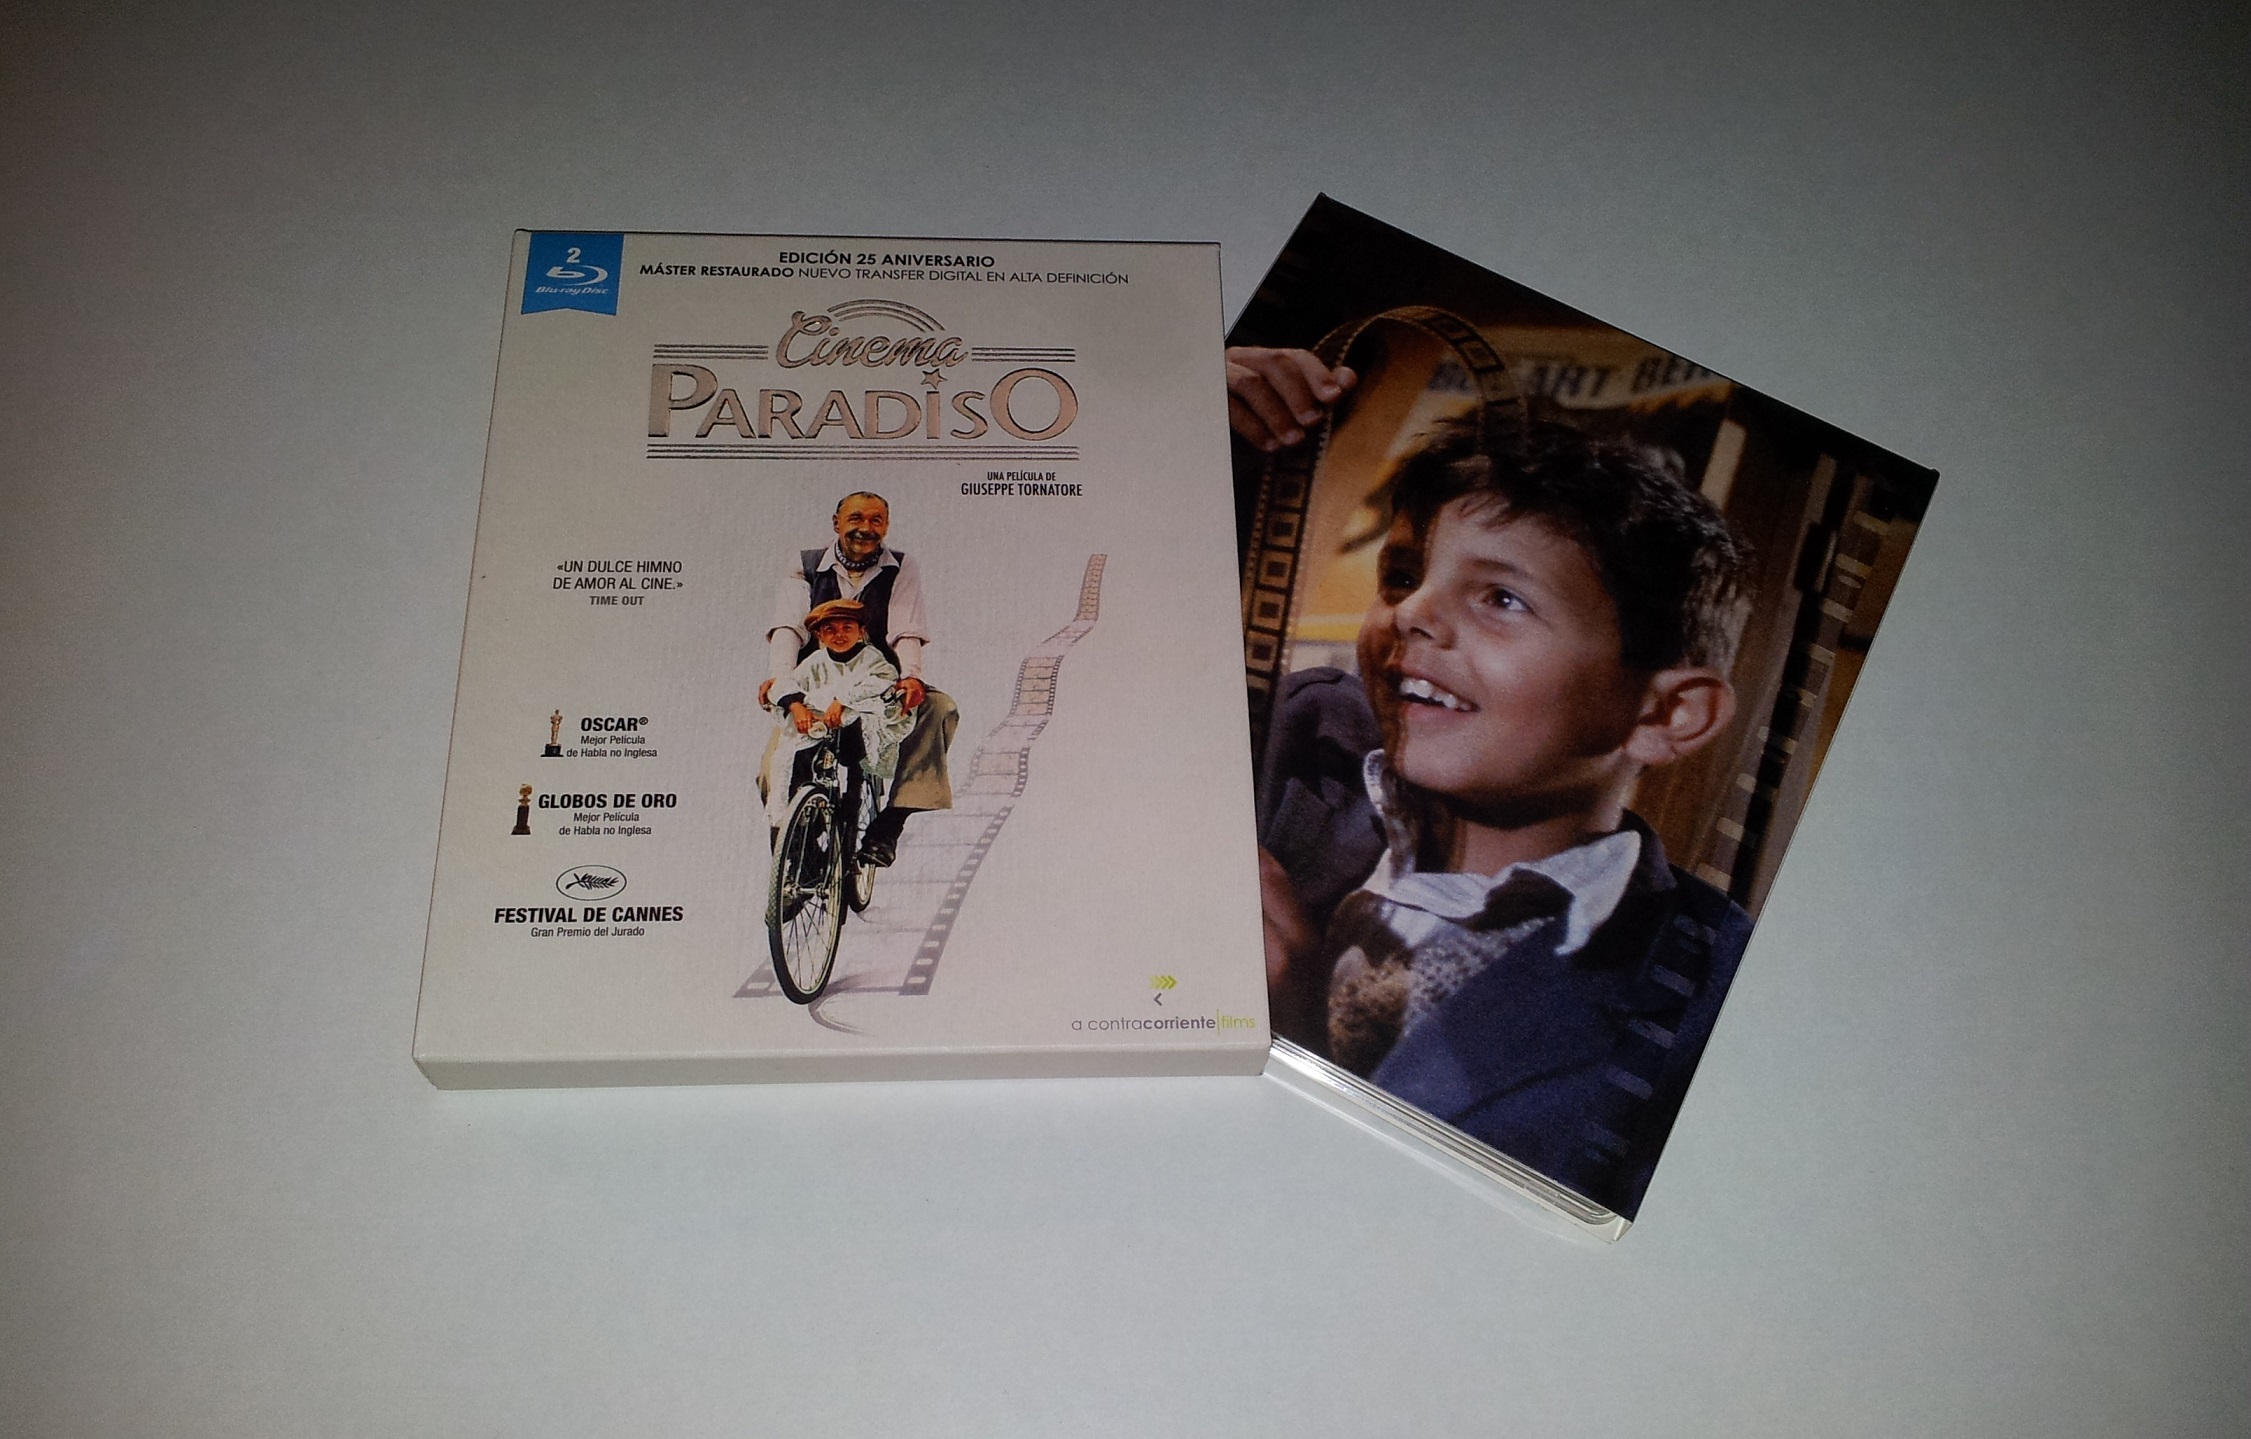 2
Blu-ray Disc
EDICIÓN 25 ANIVERSARIO
MÁSTER RESTAURADO NUEVO TRANSFER DIGITAL EN ALTA DEFINICIÓN
Cinema
PARADISO
UNA PELÍCULA DE
GIUSEPPE TORNATORE
«UN DULCE HIMNO
DE AMOR AL CINE.»
TIME OUT
OSCAR®
Mejor Película
de Habla no Inglesa
GLOBOS DE ORO
Mejor Película
de Habla no Inglesa
FESTIVAL DE CANNES
Gran Premio del Jurado
a contracorriente films